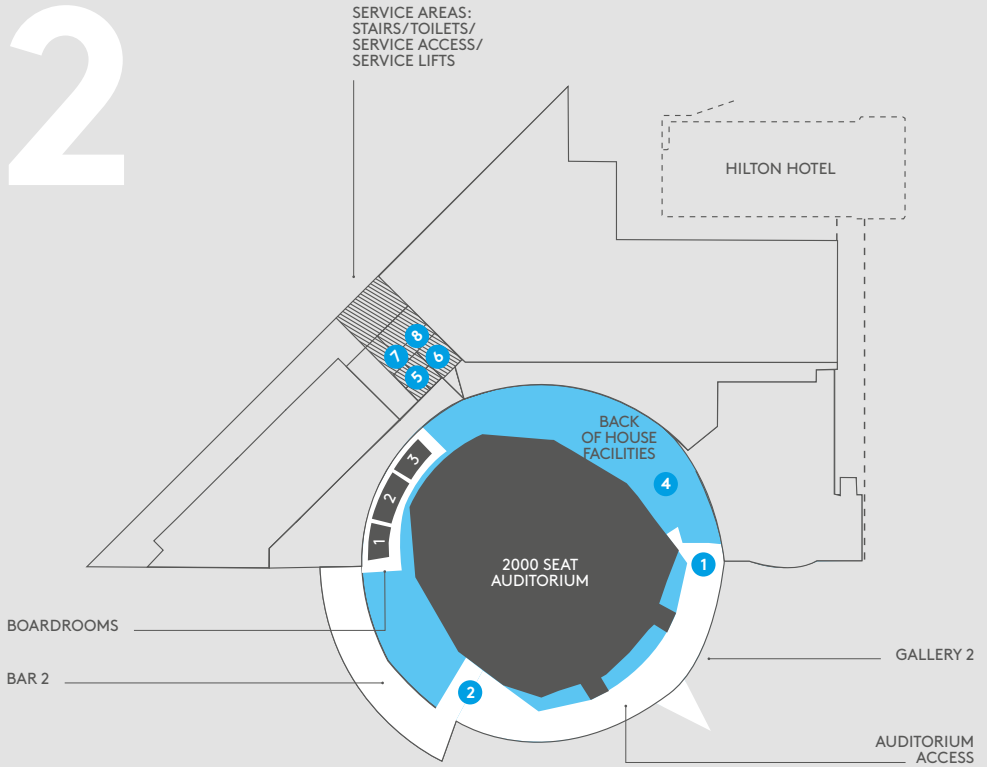 2
SERVICE AREAS:
STAIRS/TOILETS/
SERVICE ACCESS/
SERVICE LIFTS
HILTON HOTEL
8
7
6
5
BACK
OF HOUSE
FACILITIES
3
2
1
4
2000 SEAT
AUDITORIUM
1
BOARDROOMS
GALLERY 2
BAR 2
2
AUDITORIUM
ACCESS